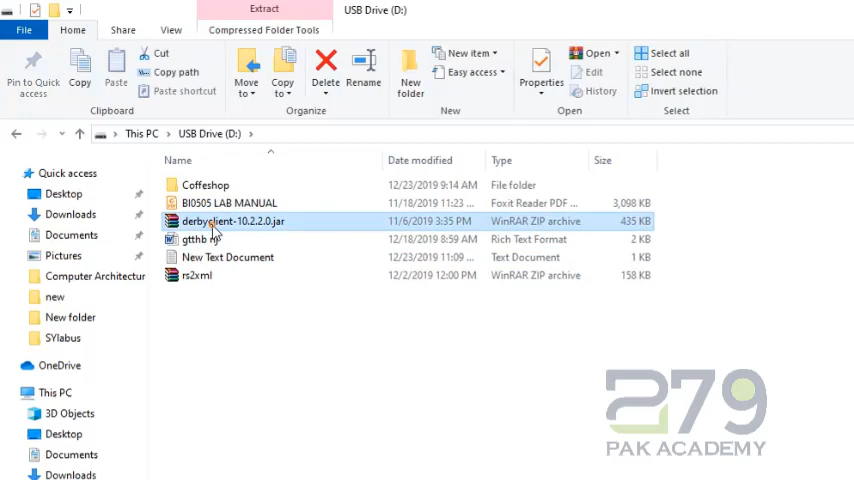 Extract
USB Drive (D:)
File
Home
Share
View
Compressed Folder Tools
Pin to Quick access
Copy
Paste
Cut
Copy path
Paste shortcut
Clipboard
Move to
Copy to
Delete
Rename
Organize
New folder
New item
Easy access
New
Properties
Open
Edit
History
Open
Select all
Select none
Invert selection
Select
This PC > USB Drive (D:) >
Name Date modified Type Size
Coffeshop 12/23/2019 9:14 AM File folder
BI0505 LAB MANUAL 11/18/2019 11:23 ... Foxit Reader PDF ... 3,098 KB
derbyclient-10.2.2.0.jar 11/6/2019 3:35 PM WinRAR ZIP archive 435 KB
gtthb 12/18/2019 8:59 AM Rich Text Format 2 KB
New Text Document 12/23/2019 11:09 ... Text Document 1 KB
rs2xml 12/2/2019 12:00 PM WinRAR ZIP archive 158 KB
Quick access
Desktop
Downloads
Documents
Pictures
Computer Architectur
new
New folder
SYlabus
OneDrive
This PC
3D Objects
Desktop
Documents
Downloads
279
PAK ACADEMY